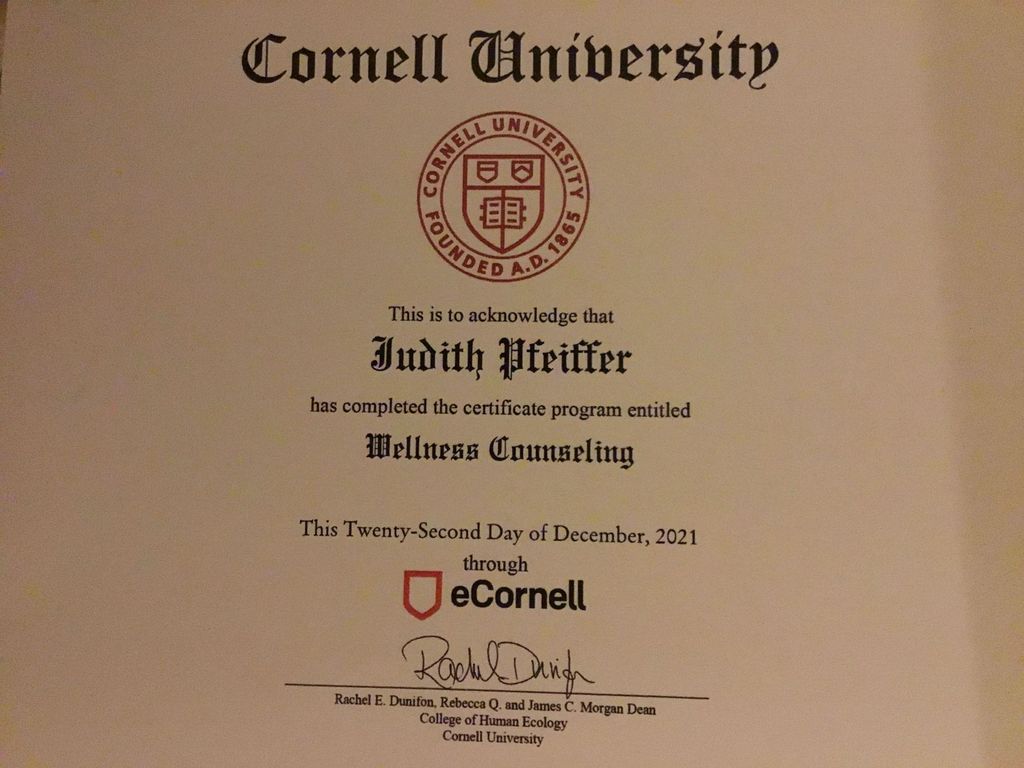 Cornell University
CORNELL UNIVERSITY
FOUNDED A.D. 1865
This is to acknowledge that
Judith Pfeiffer
has completed the certificate program entitled
Wellness Counseling
This Twenty-Second Day of December, 2021
through
eCornell
Rachel Dunifon
Rachel E. Dunifon, Rebecca Q. and James C. Morgan Dean
College of Human Ecology
Cornell University